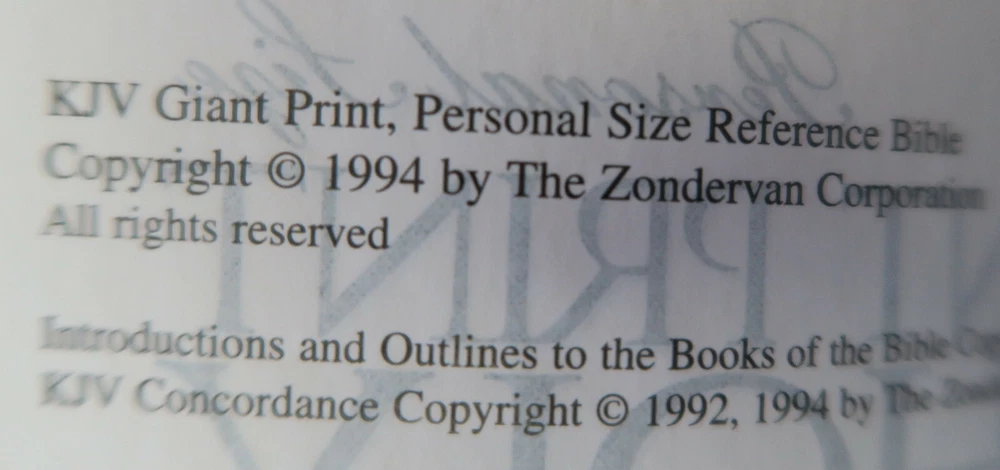 KJV Giant Print, Personal Size Reference Bible
Copyright © 1994 by The Zondervan Corporation
All rights reserved
Introductions and Outlines to the Books of the Bible
KJV Concordance Copyright © 1992, 1994 by The